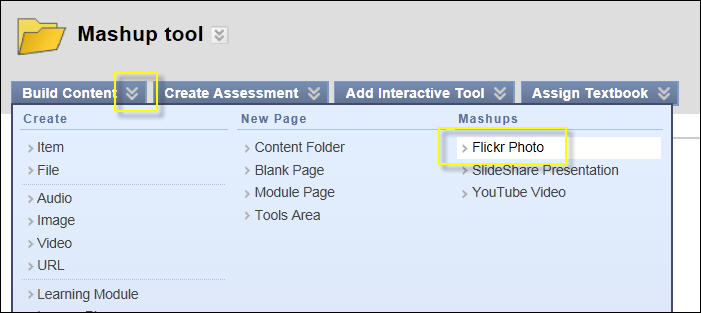 Mashup tool
Build Content
Create Assessment
Add Interactive Tool
Assign Textbook
Create
Item
File
Audio
Image
Video
URL
Learning Module
New Page
Content Folder
Blank Page
Module Page
Tools Area
Mashups
Flickr Photo
SlideShare Presentation
YouTube Video